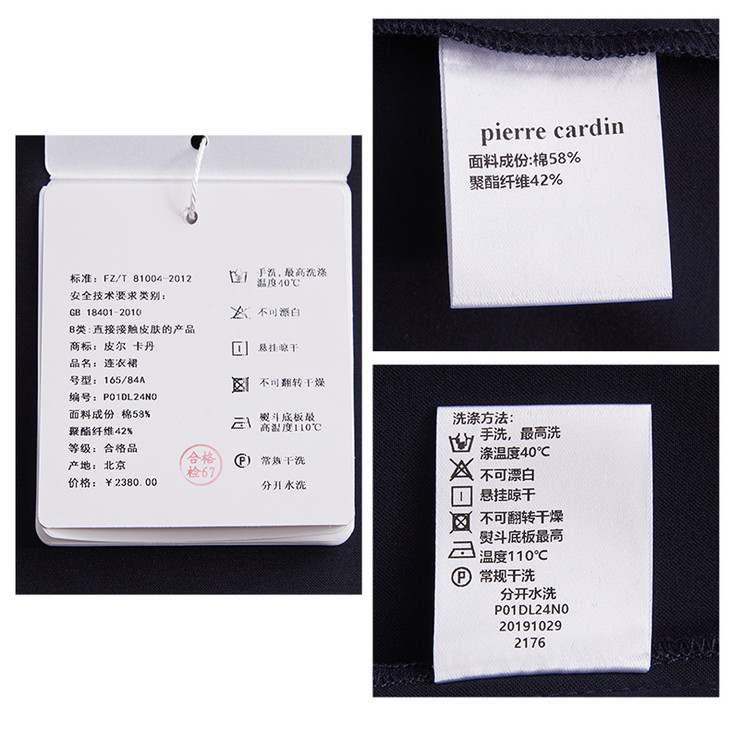 标准: FZ/T 81004-2012
安全技术要求类别:
GB 18401-2010
B类:直接接触皮肤的产品
商标: 皮尔 卡丹
品名: 连衣裙
号型: 165/84A
编号: P01DL24N0
面料成份 棉58%
聚酯纤维42%
等级: 合格品
产地: 北京
价格: ￥2380.00
手洗,最高洗涤
温度40℃
不可漂白
悬挂晾干
不可翻转干燥
熨斗底板最
高温度110℃
P
常规干洗
分开水洗
合格
检67
pierre cardin
面料成份:棉58%
聚酯纤维42%
洗涤方法:
手洗，最高洗
涤温度40℃
不可漂白
悬挂晾干
不可翻转干燥
熨斗底板最高
温度110℃
P 常规干洗
分开水洗
P01DL24N0
20191029
2176